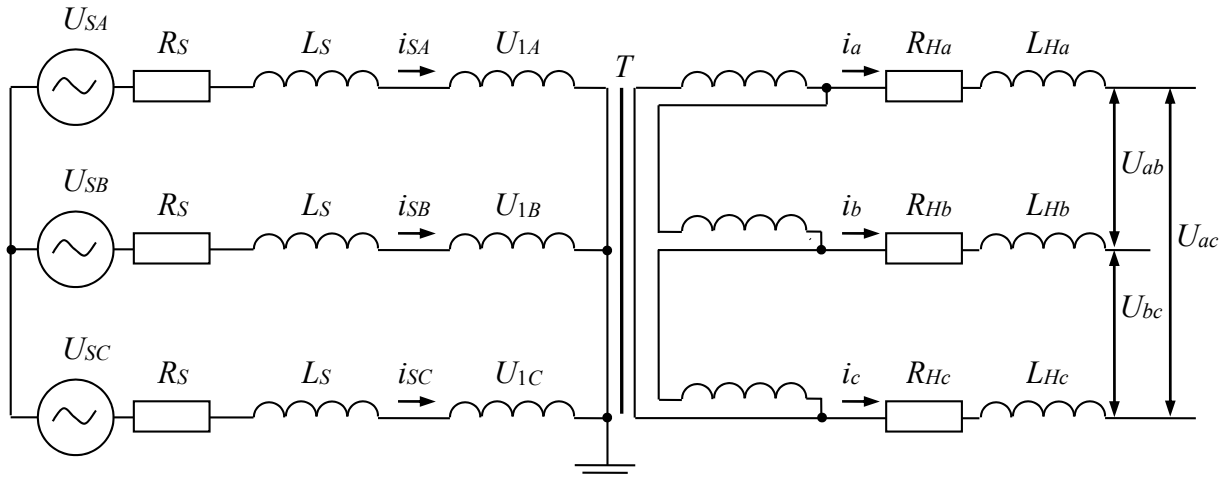 USA
RS LS iSA U1A T ia RHa LHa
Uab
USB
RS LS iSB U1B ib RHb LHb
Uac
Ubc
USC
RS LS iSC U1C ic RHc LHc